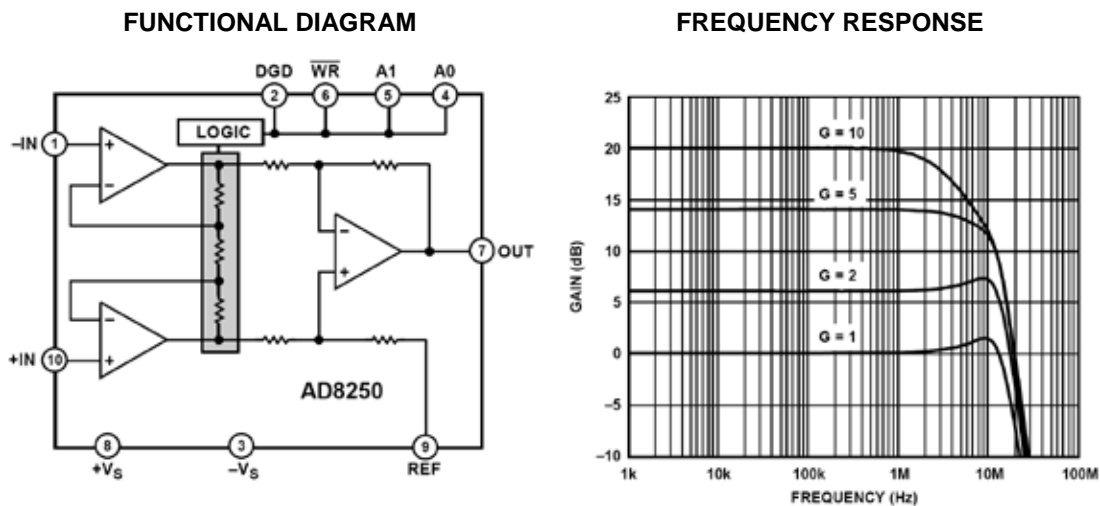 FUNCTIONAL DIAGRAM
DGD WR A1 A0
2 6 5 4
LOGIC
–IN 1
+
–
–
+
7 OUT
–
+
+IN 10
AD8250
8 3 9
+VS –VS REF
FREQUENCY RESPONSE
25
20
15
10
5
0
–5
–10
GAIN (dB)
G = 10
G = 5
G = 2
G = 1
1k 10k 100k 1M 10M 100M
FREQUENCY (Hz)